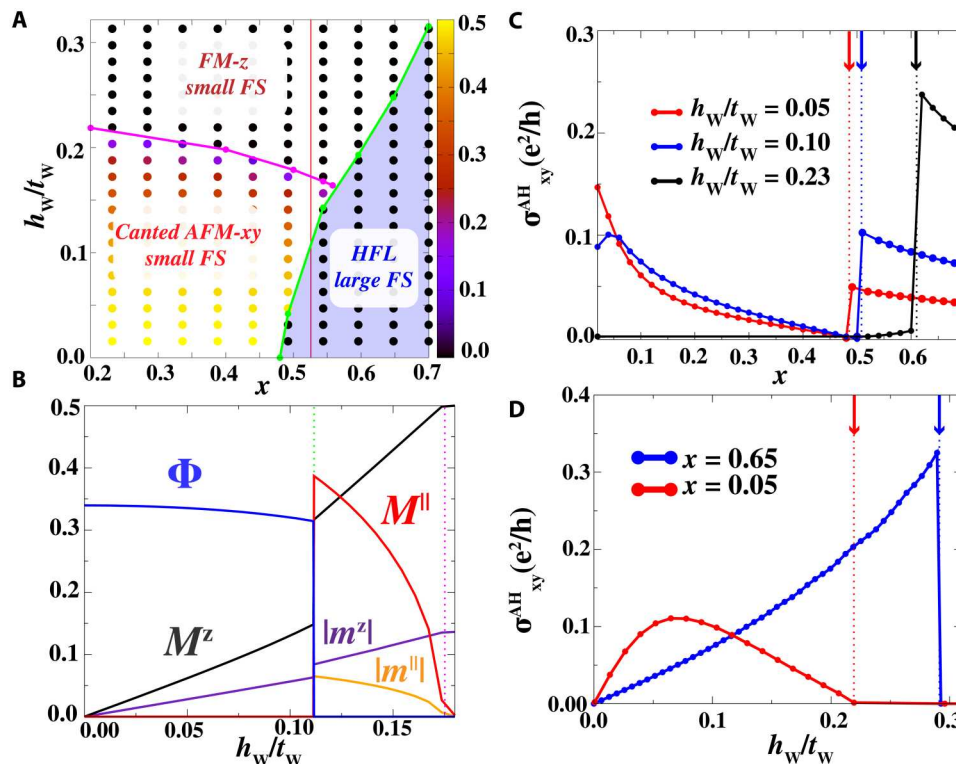 A
0.3
0.2
0.1
0.0
h_W/t_W
FM-z
small FS
Canted AFM-xy
small FS
HFL
large FS
0.2
0.3
0.4
0.5
0.6
0.7
x
0.5
0.4
0.3
0.2
0.1
0.0
B
0.5
0.4
0.3
0.2
0.1
0.0
Φ
M^z
M^||
|m^z|
|m^||||
0.00
0.05
0.10
0.15
h_W/t_W
C
0.2
0.1
0.0
σ^AH_xy(e²/h)
h_W/t_W = 0.05
h_W/t_W = 0.10
h_W/t_W = 0.23
0.1
0.2
0.3
0.4
0.5
0.6
x
D
0.4
0.3
0.2
0.1
0.00
σ^AH_xy(e²/h)
x = 0.65
x = 0.05
0.0
0.1
0.2
0.3
h_W/t_W